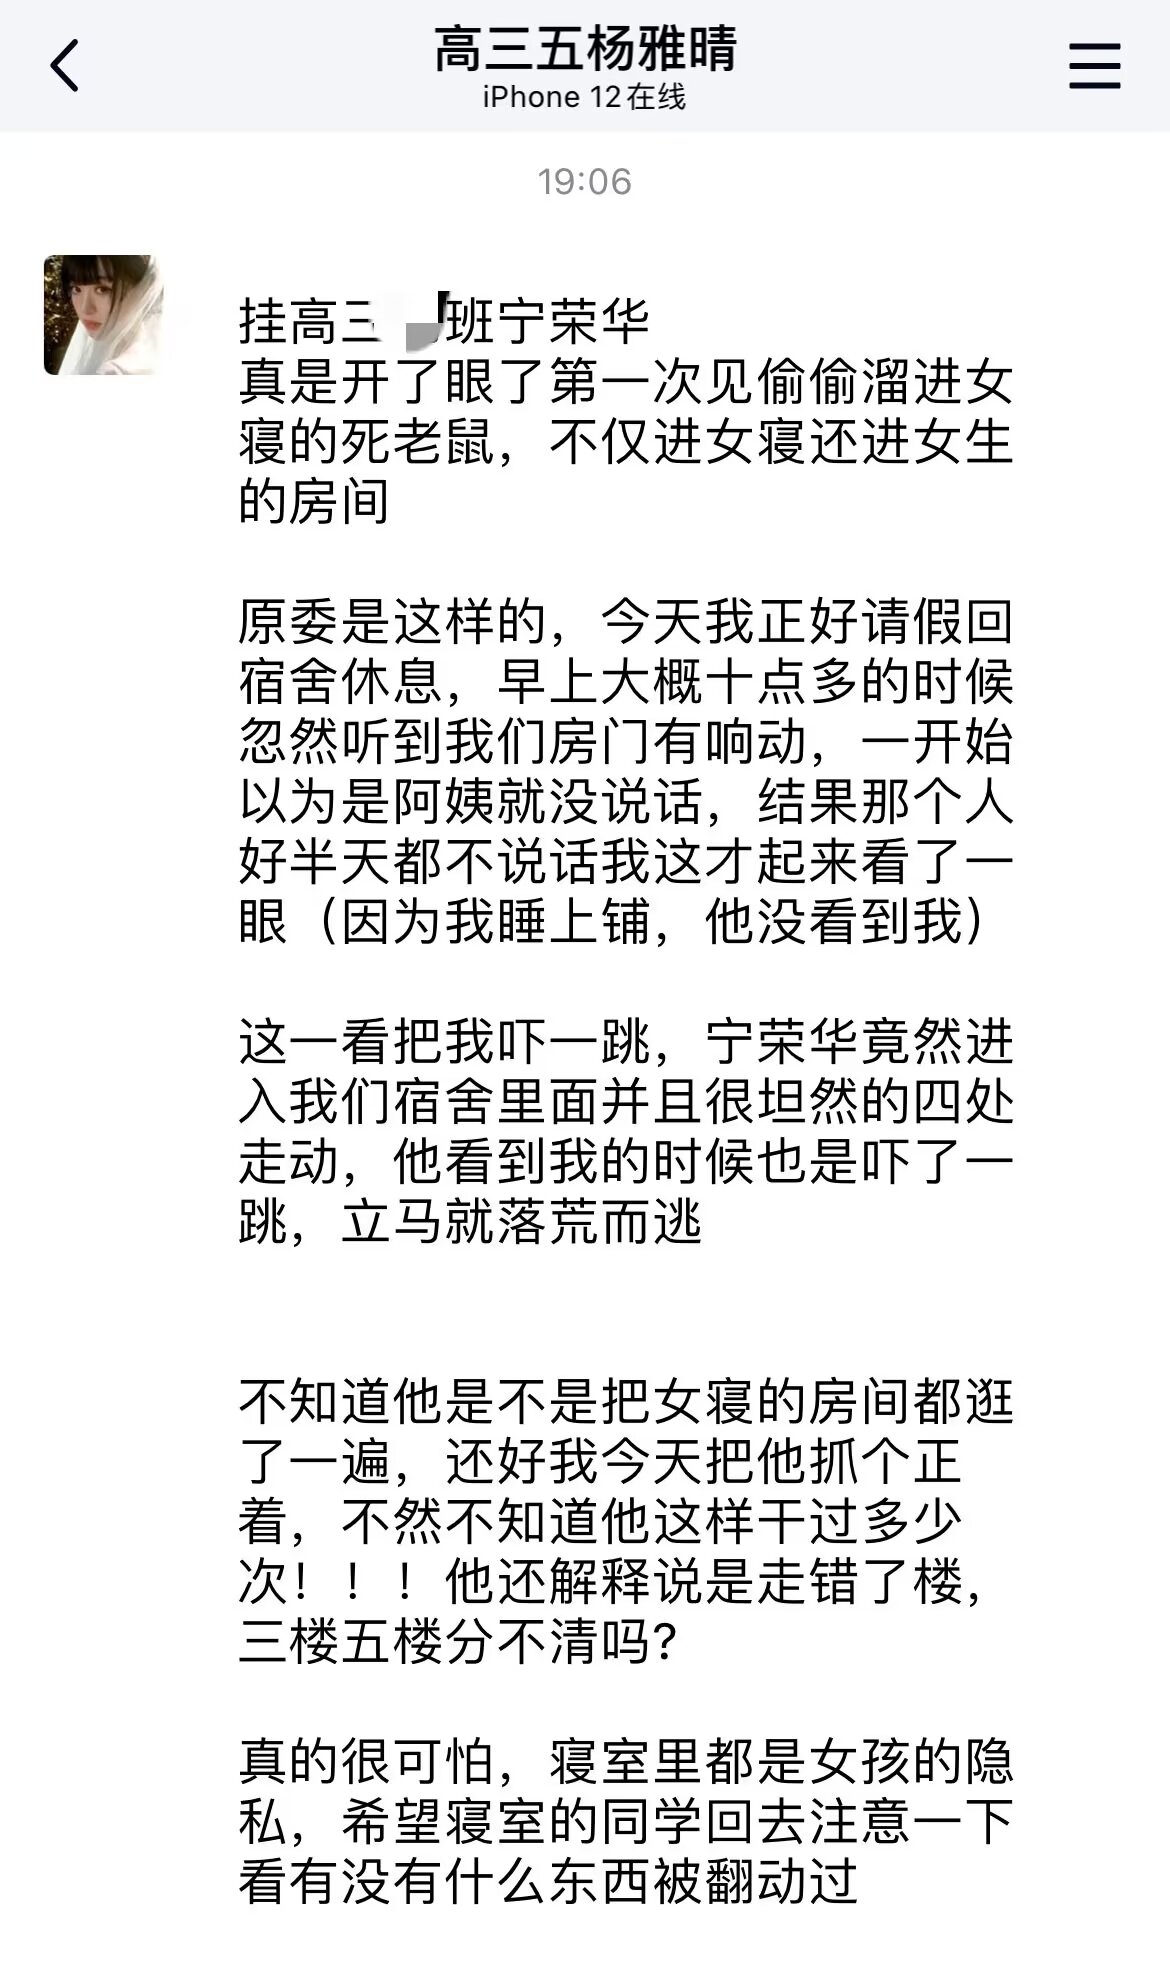 高三五杨雅晴
iPhone 12在线
19:06
挂高三 班宁荣华
真是开了眼了第一次见偷偷溜进女
寝的死老鼠，不仅进女寝还进女生
的房间
原委是这样的，今天我正好请假回
宿舍休息，早上大概十点多的时候
忽然听到我们房门有响动，一开始
以为是阿姨就没说话，结果那个人
好半天都不说话我这才起来看了一
眼（因为我睡上铺，他没看到我）
这一看把我吓一跳，宁荣华竟然进
入我们宿舍里面并且很坦然的四处
走动，他看到我的时候也是吓了一
跳，立马就落荒而逃
不知道他是不是把女寝的房间都逛
了一遍，还好我今天把他抓个正
着，不然不知道他这样干过多少
次！！！他还解释说是走错了楼，
三楼五楼分不清吗?
真的很可怕，寝室里都是女孩的隐
私，希望寝室的同学回去注意一下
看有没有什么东西被翻动过